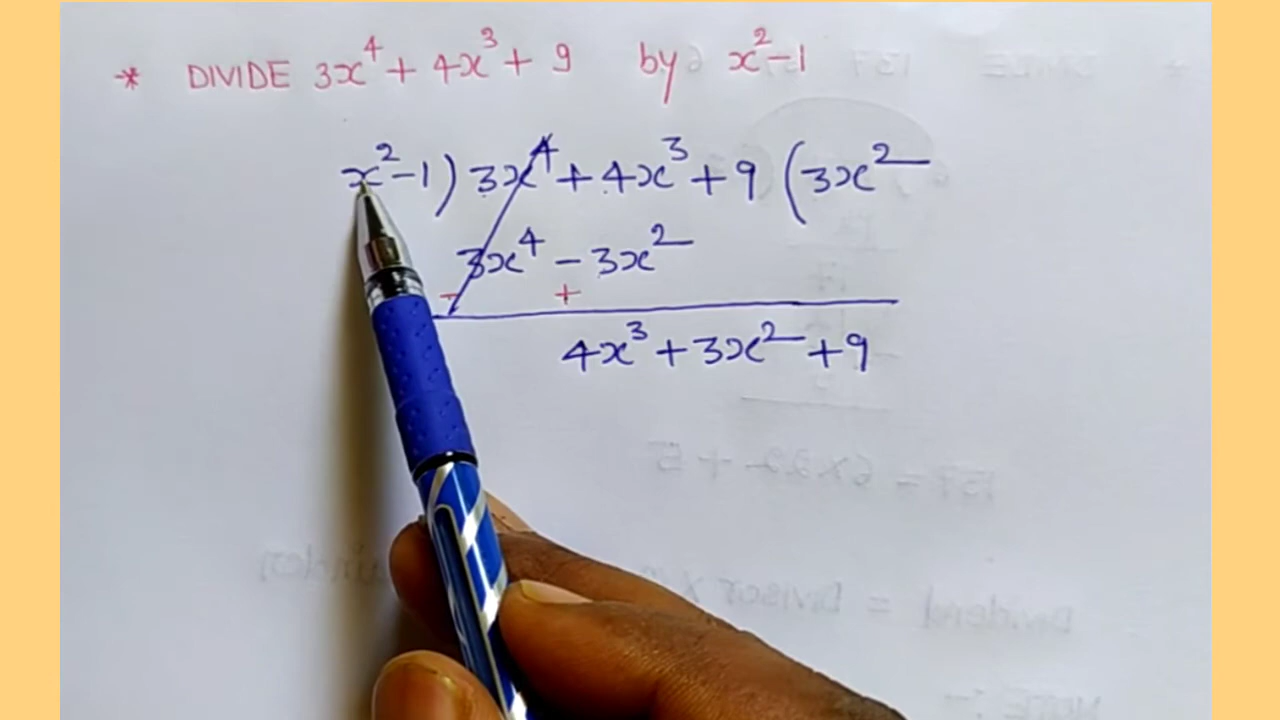 * DIVIDE 3x⁴ + 4x³ + 9 by x² - 1
x² - 1 ) 3x⁴ + 4x³ + 9 ( 3x²
3x⁴ - 3x²
- +
4x³ + 3x² + 9